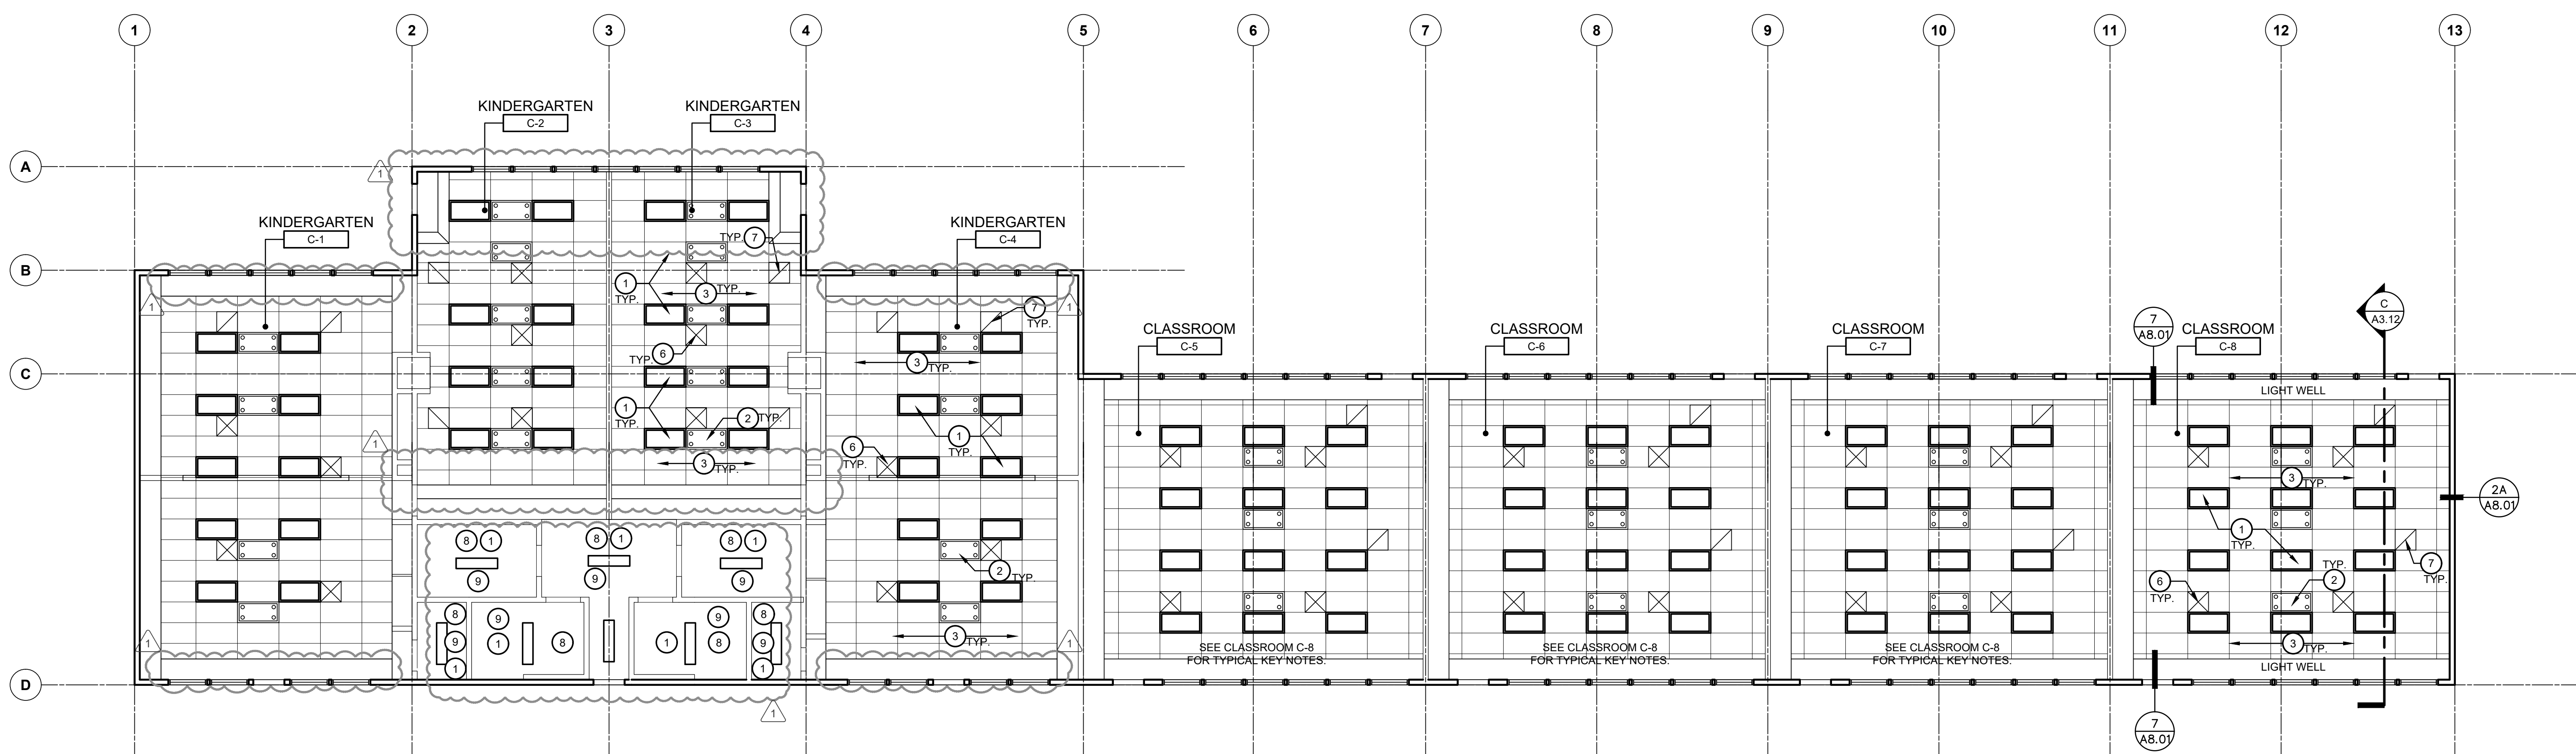 1 2 3 4 5 6 7 8 9 10 11 12 13
KINDERGARTEN
C-2
KINDERGARTEN
C-3
A
1
KINDERGARTEN
C-1
KINDERGARTEN
C-4
TYP. 7
B
1
TYP.
3 TYP.
1
1
7
TYP.
C
A3.12
7
A8.01
CLASSROOM
C-5
CLASSROOM
C-6
CLASSROOM
C-7
CLASSROOM
C-8
TYP. 6
3 TYP.
C
LIGHT WELL
1
TYP.
2 TYP.
1
1
TYP.
6
TYP.
3 TYP.
3 TYP.
2A
A8.01
1
TYP.
7
TYP.
8 1
9
8 1
9
8 1
9
2 TYP.
TYP.
2
6
TYP.
8
9
1
9
1
8
1
9
8
8
9
1
1
1
3 TYP.
3 TYP.
SEE CLASSROOM C-8
FOR TYPICAL KEY NOTES.
SEE CLASSROOM C-8
FOR TYPICAL KEY NOTES.
SEE CLASSROOM C-8
FOR TYPICAL KEY NOTES.
LIGHT WELL
D
1
7
A8.01